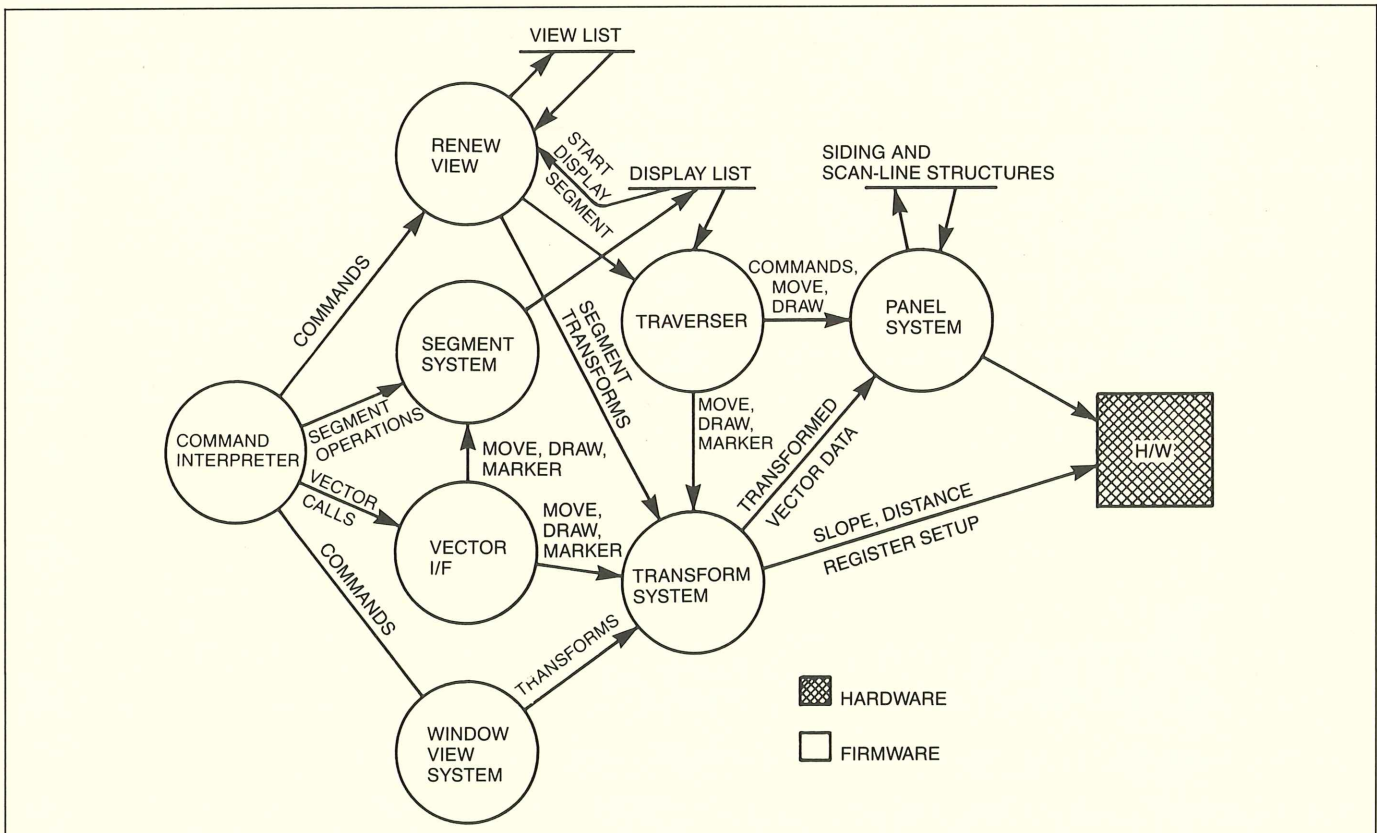 VIEW LIST
RENEW
VIEW
START
DISPLAY
SEGMENT
DISPLAY LIST
SIDING AND
SCAN-LINE STRUCTURES
COMMANDS
SEGMENT
SYSTEM
SEGMENT
TRANSFORMS
TRAVERSER
COMMANDS,
MOVE,
DRAW
PANEL
SYSTEM
COMMAND
INTERPRETER
SEGMENT
OPERATIONS
MOVE, DRAW,
MARKER
MOVE,
DRAW,
MARKER
TRANSFORMED
VECTOR DATA
H/W
VECTOR
CALLS
VECTOR
I/F
MOVE,
DRAW,
MARKER
TRANSFORM
SYSTEM
SLOPE, DISTANCE
REGISTER SETUP
COMMANDS
TRANSFORMS
WINDOW
VIEW
SYSTEM
HARDWARE
FIRMWARE